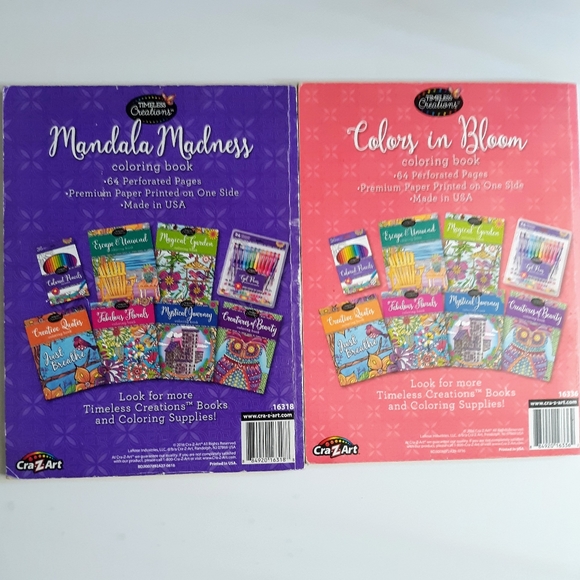 TIMELESS
Creations™
Mandala Madness
coloring book
•64 Perforated Pages
•Premium Paper Printed on One Side
•Made in USA
Colored Pencils
Escape & Unwind
Magical Garden
Gel Pens
Creative Quotes
Just Breathe
Fabulous Florals
Mystical Journey
Creatures of Beauty
Look for more
Timeless Creations™ Books
and Coloring Supplies!
16318
www.cra-z-art.com
Cra-Z-Art
Printed in USA.
TIMELESS
Creations™
Colors in Bloom
coloring book
•64 Perforated Pages
•Premium Paper Printed on One Side
•Made in USA
Colored Pencils
Escape & Unwind
Magical Garden
Gel Pens
Creative Quotes
Just Breathe
Fabulous Florals
Mystical Journey
Creatures of Beauty
Look for more
Timeless Creations™ Books
and Coloring Supplies!
www.cra-z-art.com
Cra-Z-Art